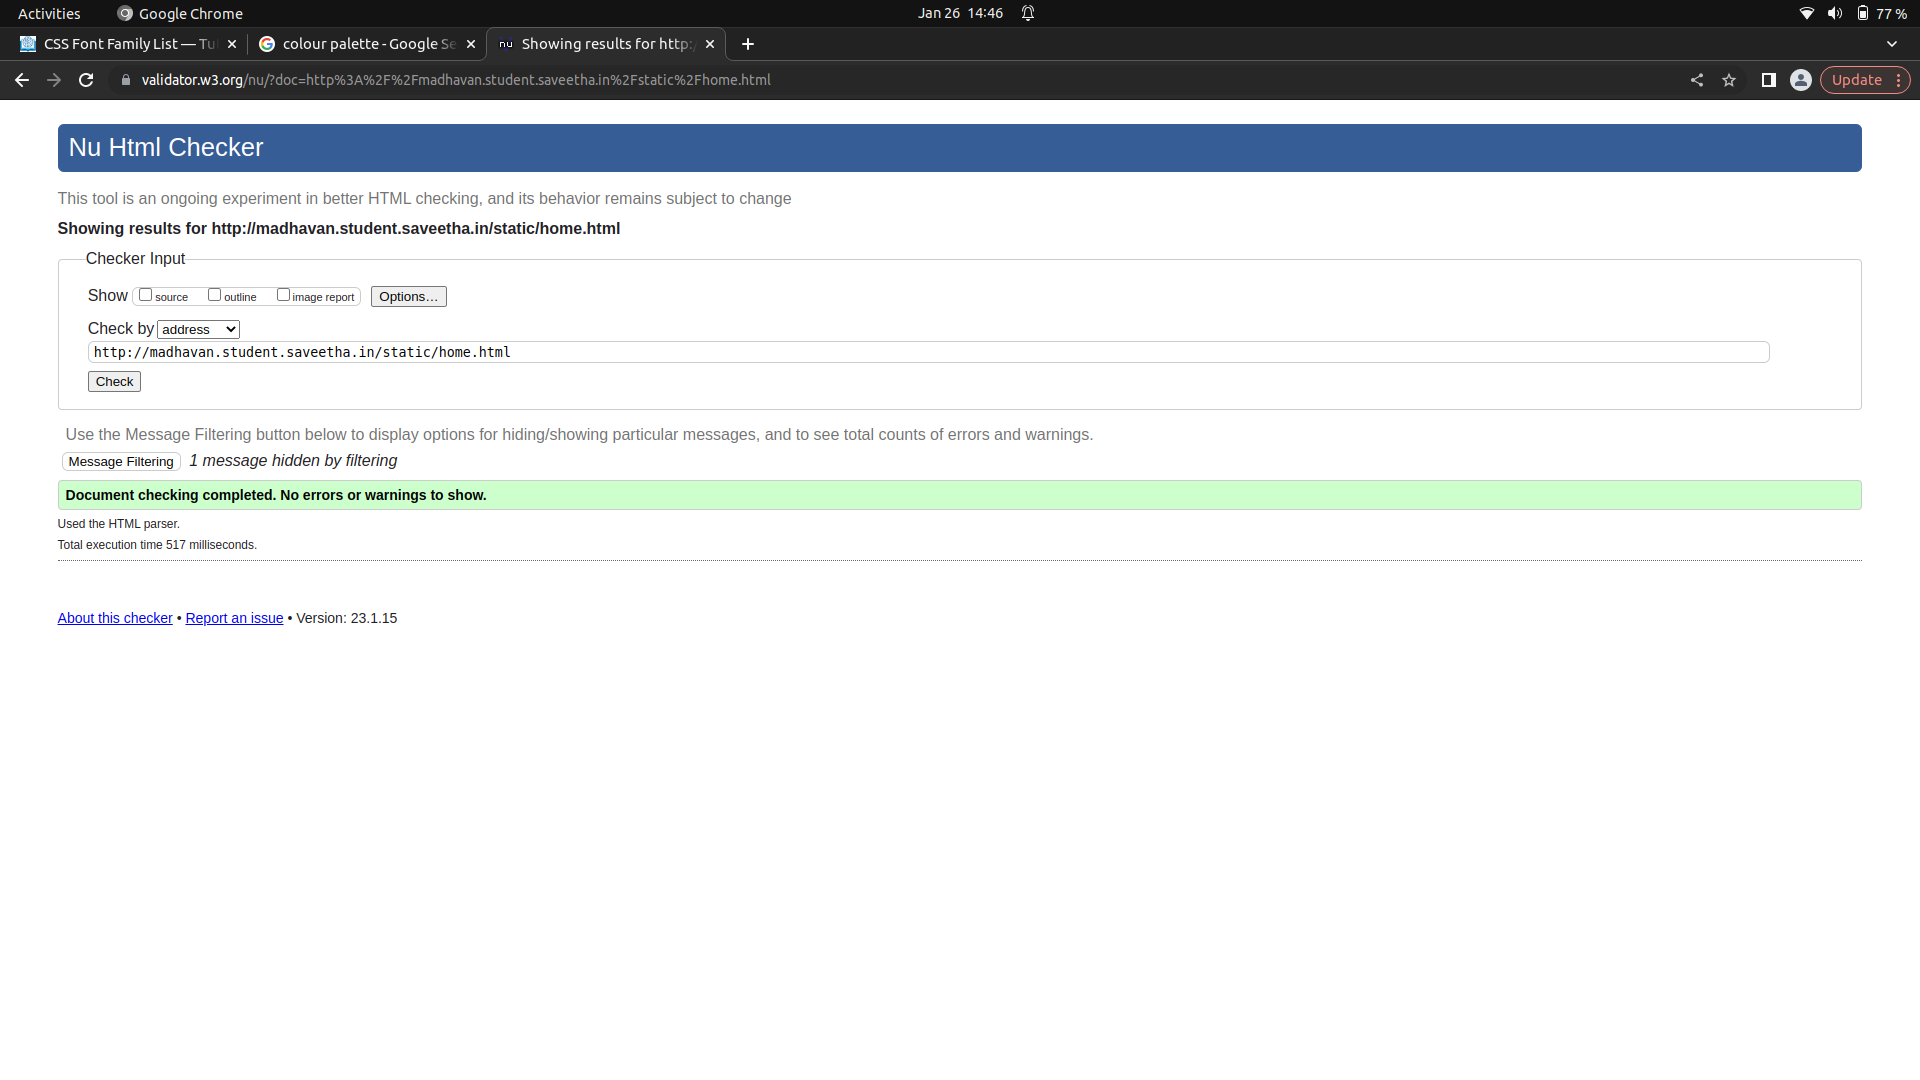 Activities Google Chrome Jan 26 14:46 77 %
CSS Font Family List — Tu colour palette - Google Se Showing results for http:/
validator.w3.org/nu/?doc=http%3A%2F%2Fmadhavan.student.saveetha.in%2Fstatic%2Fhome.html Update
Nu Html Checker
This tool is an ongoing experiment in better HTML checking, and its behavior remains subject to change
Showing results for http://madhavan.student.saveetha.in/static/home.html
Checker Input
Show source outline image report Options...
Check by address
http://madhavan.student.saveetha.in/static/home.html
Check
Use the Message Filtering button below to display options for hiding/showing particular messages, and to see total counts of errors and warnings.
Message Filtering 1 message hidden by filtering
Document checking completed. No errors or warnings to show.
Used the HTML parser.
Total execution time 517 milliseconds.
About this checker • Report an issue • Version: 23.1.15